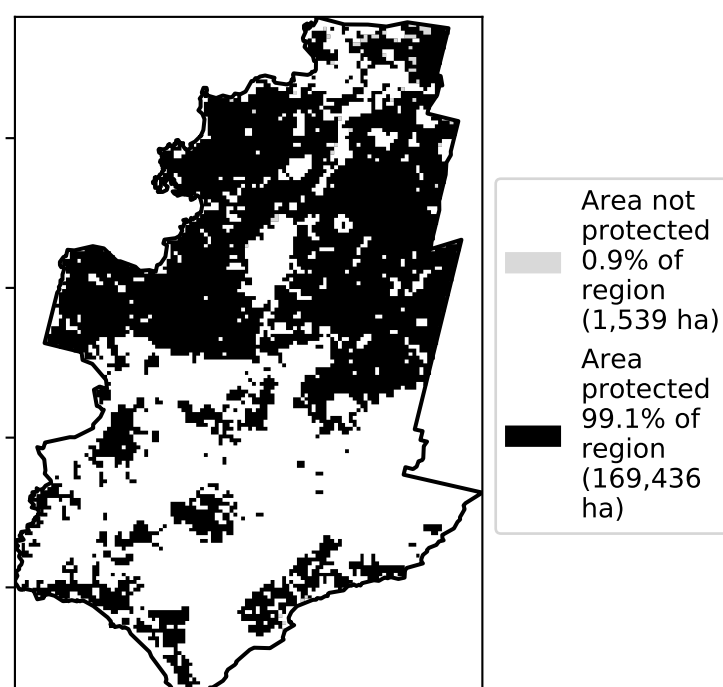 Area not
protected
0.9% of
region
(1,539 ha)
Area
protected
99.1% of
region
(169,436
ha)